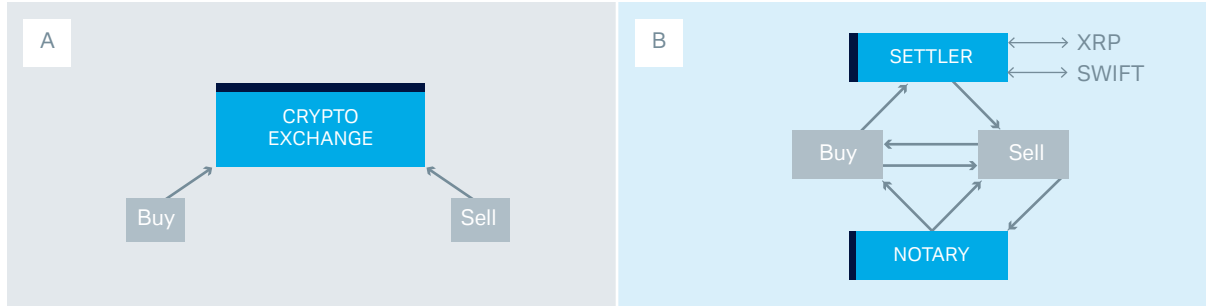 A
CRYPTO
EXCHANGE
Buy
Sell
B
SETTLER
XRP
SWIFT
Buy
Sell
NOTARY